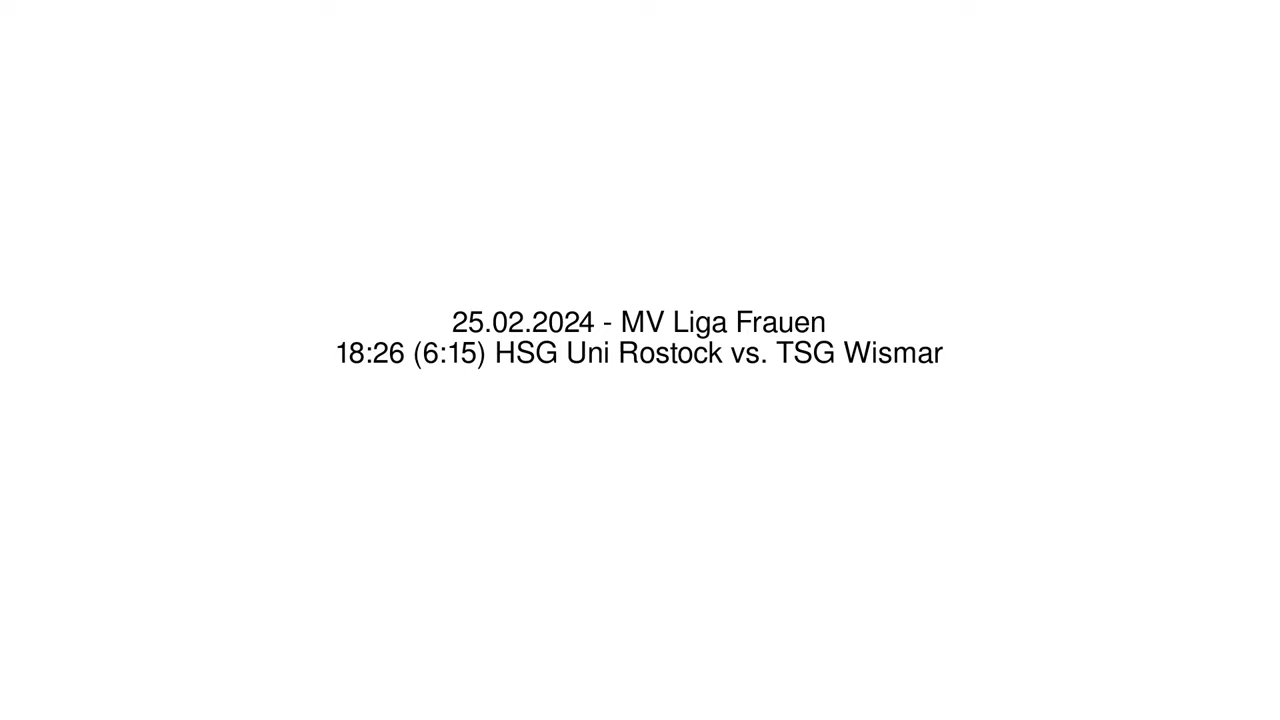 25.02.2024 - MV Liga Frauen
18:26 (6:15) HSG Uni Rostock vs. TSG Wismar